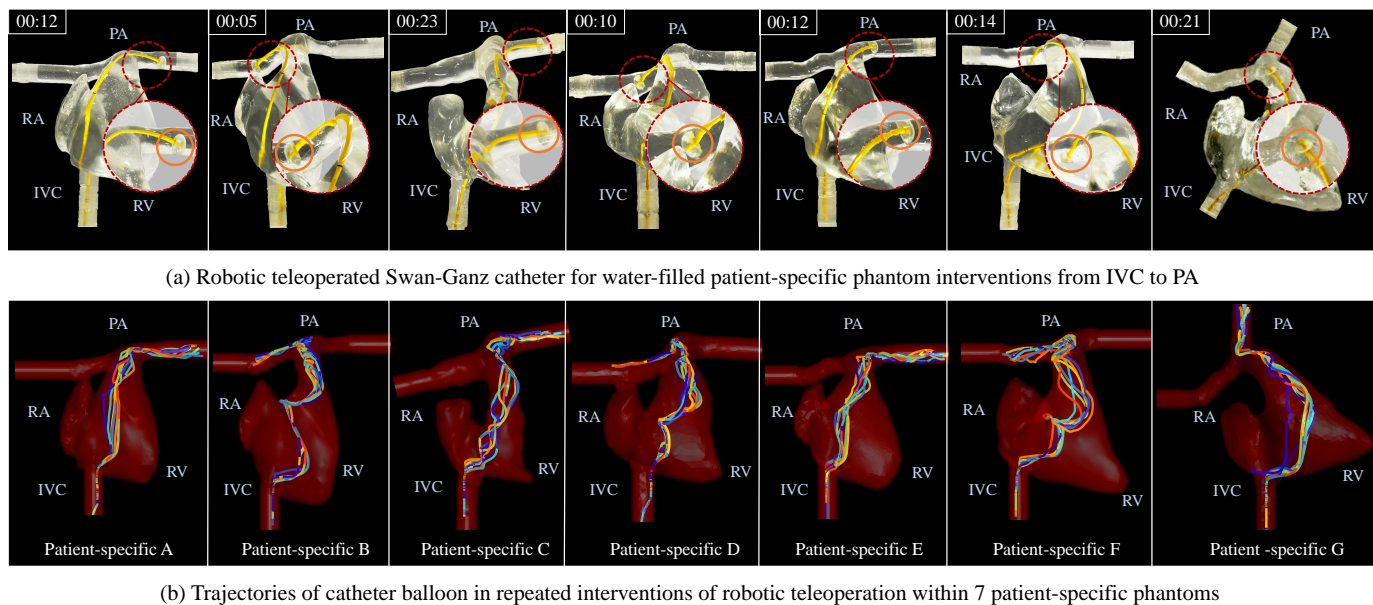 00:12 00:05 00:23 00:10 00:12 00:14 00:21
PA PA PA PA PA PA PA
RA RA RA RA RA RA RA
IVC IVC IVC IVC IVC IVC IVC
RV RV RV RV RV RV RV
(a) Robotic teleoperated Swan-Ganz catheter for water-filled patient-specific phantom interventions from IVC to PA
PA PA PA PA PA PA PA
RA RA RA RA RA RA RA
RV RV RV RV RV RV RV
IVC IVC IVC IVC IVC IVC IVC
Patient-specific A Patient-specific B Patient-specific C Patient-specific D Patient-specific E Patient-specific F Patient -specific G
(b) Trajectories of catheter balloon in repeated interventions of robotic teleoperation within 7 patient-specific phantoms